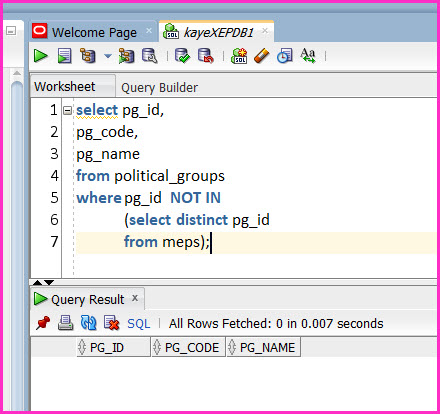 Welcome Page x kayeXEPDB1 x
SQL
Worksheet Query Builder
1 select pg_id,
2 pg_code,
3 pg_name
4 from political_groups
5 where pg_id NOT IN
6 (select distinct pg_id
7 from meps);
Query Result x
SQL | All Rows Fetched: 0 in 0.007 seconds
PG_ID PG_CODE PG_NAME